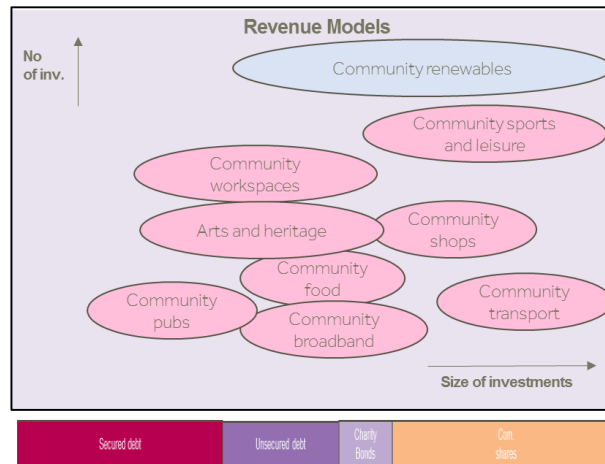 Revenue Models
No
of inv.
Community renewables
Community sports
and leisure
Community
workspaces
Arts and heritage
Community
shops
Community
food
Community
pubs
Community
transport
Community
broadband
Size of investments
Secured debt
Unsecured debt
Charity
Bonds
Com.
shares